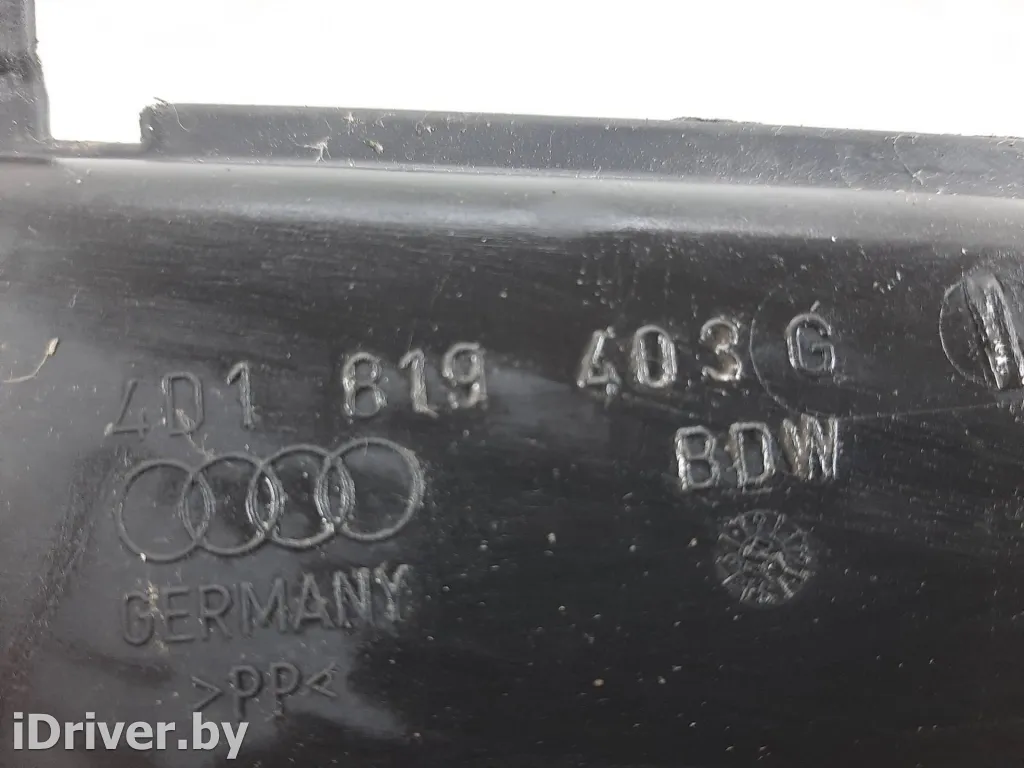 4D1 819 403 G
BDW
GERMANY
>PP<
iDriver.by